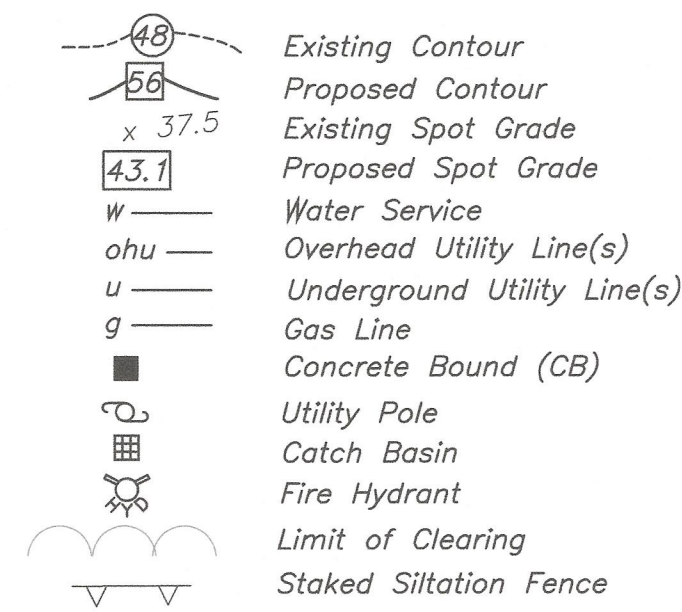 48 Existing Contour
56 Proposed Contour
x 37.5 Existing Spot Grade
43.1 Proposed Spot Grade
w Water Service
ohu Overhead Utility Line(s)
u Underground Utility Line(s)
g Gas Line
Concrete Bound (CB)
Utility Pole
Catch Basin
HYD Fire Hydrant
Limit of Clearing
Staked Siltation Fence